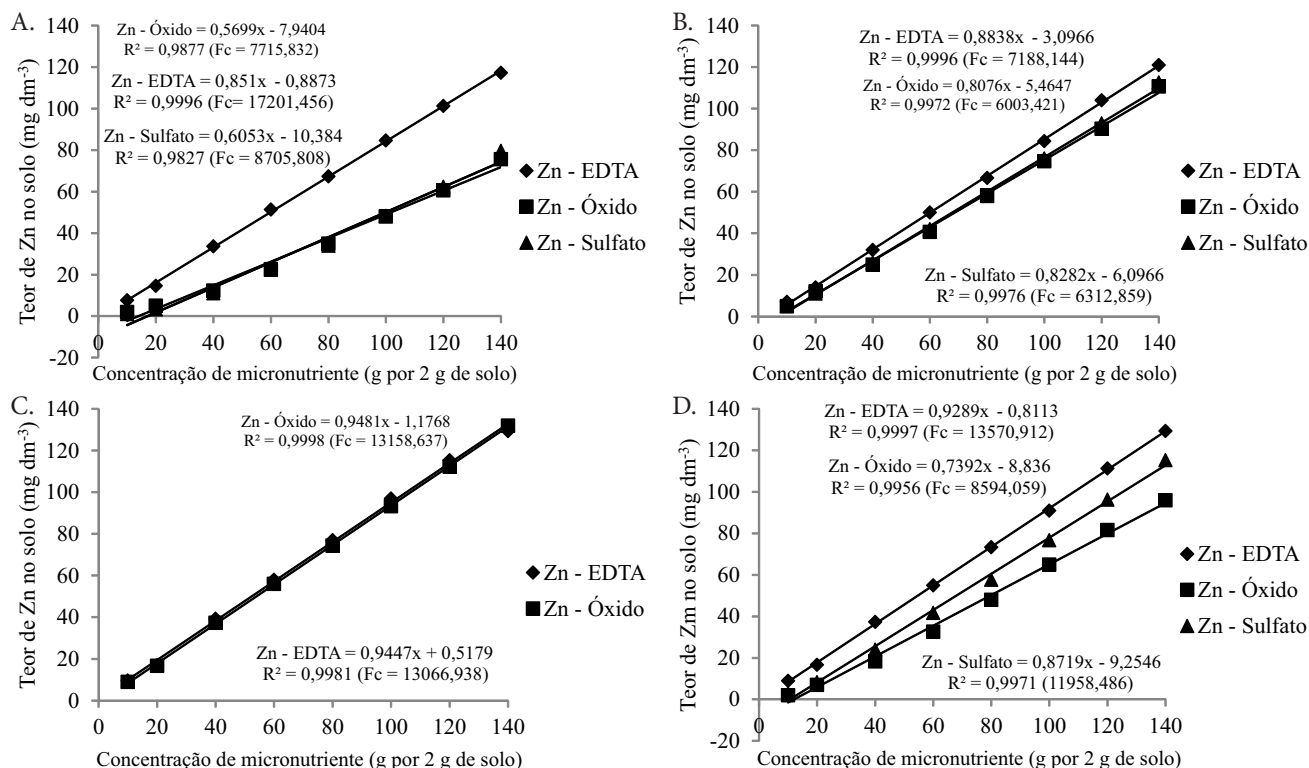 A.
Zn - Óxido = 0,5699x - 7,9404
R² = 0,9877 (Fc = 7715,832)
Zn - EDTA = 0,851x - 0,8873
R² = 0,9996 (Fc= 17201,456)
Zn - Sulfato = 0,6053x - 10,384
R² = 0,9827 (Fc = 8705,808)
Teor de Zn no solo (mg dm⁻³)
140
120
100
80
60
40
20
0
-20
0 20 40 60 80 100 120 140
Concentração de micronutriente (g por 2 g de solo)
Zn - EDTA
Zn - Óxido
Zn - Sulfato
B.
Zn - EDTA = 0,8838x - 3,0966
R² = 0,9996 (Fc = 7188,144)
Zn - Óxido = 0,8076x - 5,4647
R² = 0,9972 (Fc = 6003,421)
Zn - Sulfato = 0,8282x - 6,0966
R² = 0,9976 (Fc = 6312,859)
Teor de Zn no solo (mg dm⁻³)
140
120
100
80
60
40
20
0
0 20 40 60 80 100 120 140
Concentração de micronutriente (g por 2 g de solo)
Zn - EDTA
Zn - Óxido
Zn - Sulfato
C.
Zn - Óxido = 0,9481x - 1,1768
R² = 0,9998 (Fc = 13158,637)
Zn - EDTA = 0,9447x + 0,5179
R² = 0,9981 (Fc = 13066,938)
Teor de Zn no solo (mg dm⁻³)
140
120
100
80
60
40
20
0
0 20 40 60 80 100 120 140
Concentração de micronutriente (g por 2 g de solo)
Zn - EDTA
Zn - Óxido
D.
Zn - EDTA = 0,9289x - 0,8113
R² = 0,9997 (Fc = 13570,912)
Zn - Óxido = 0,7392x - 8,836
R² = 0,9956 (Fc = 8594,059)
Zn - Sulfato = 0,8719x - 9,2546
R² = 0,9971 (11958,486)
Teor de Zm no solo (mg dm⁻³)
140
120
100
80
60
40
20
0
-20
0 20 40 60 80 100 120 140
Concentração de micronutriente (g por 2 g de solo)
Zn - EDTA
Zn - Óxido
Zn - Sulfato